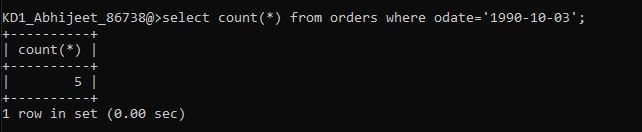 KD1_Abhijeet_86738@>select count(*) from orders where odate='1990-10-03';
+----------+
| count(*) |
+----------+
|        5 |
+----------+
1 row in set (0.00 sec)